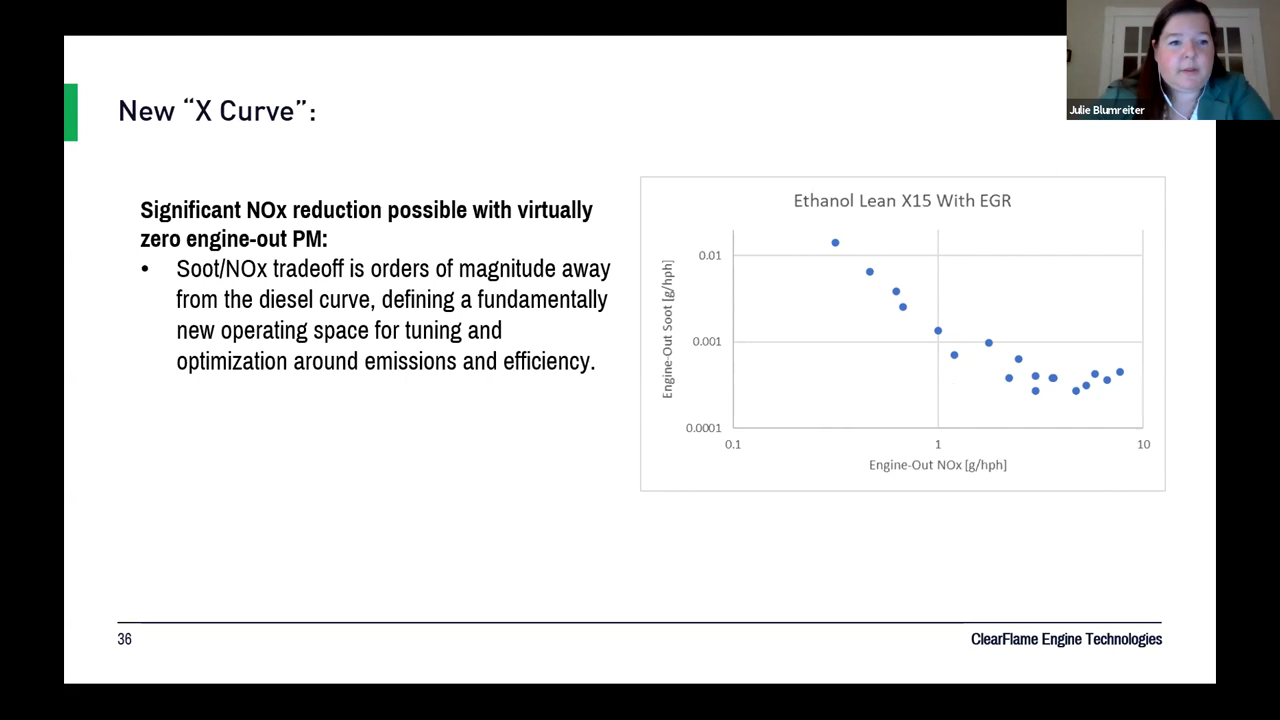 Julie Blumreiter
New “X Curve”:
Significant NOx reduction possible with virtually
zero engine-out PM:
• Soot/NOx tradeoff is orders of magnitude away
from the diesel curve, defining a fundamentally
new operating space for tuning and
optimization around emissions and efficiency.
Ethanol Lean X15 With EGR
Engine-Out Soot [g/hph]
0.01
0.001
0.0001
0.1 1 10
Engine-Out NOx [g/hph]
36
ClearFlame Engine Technologies